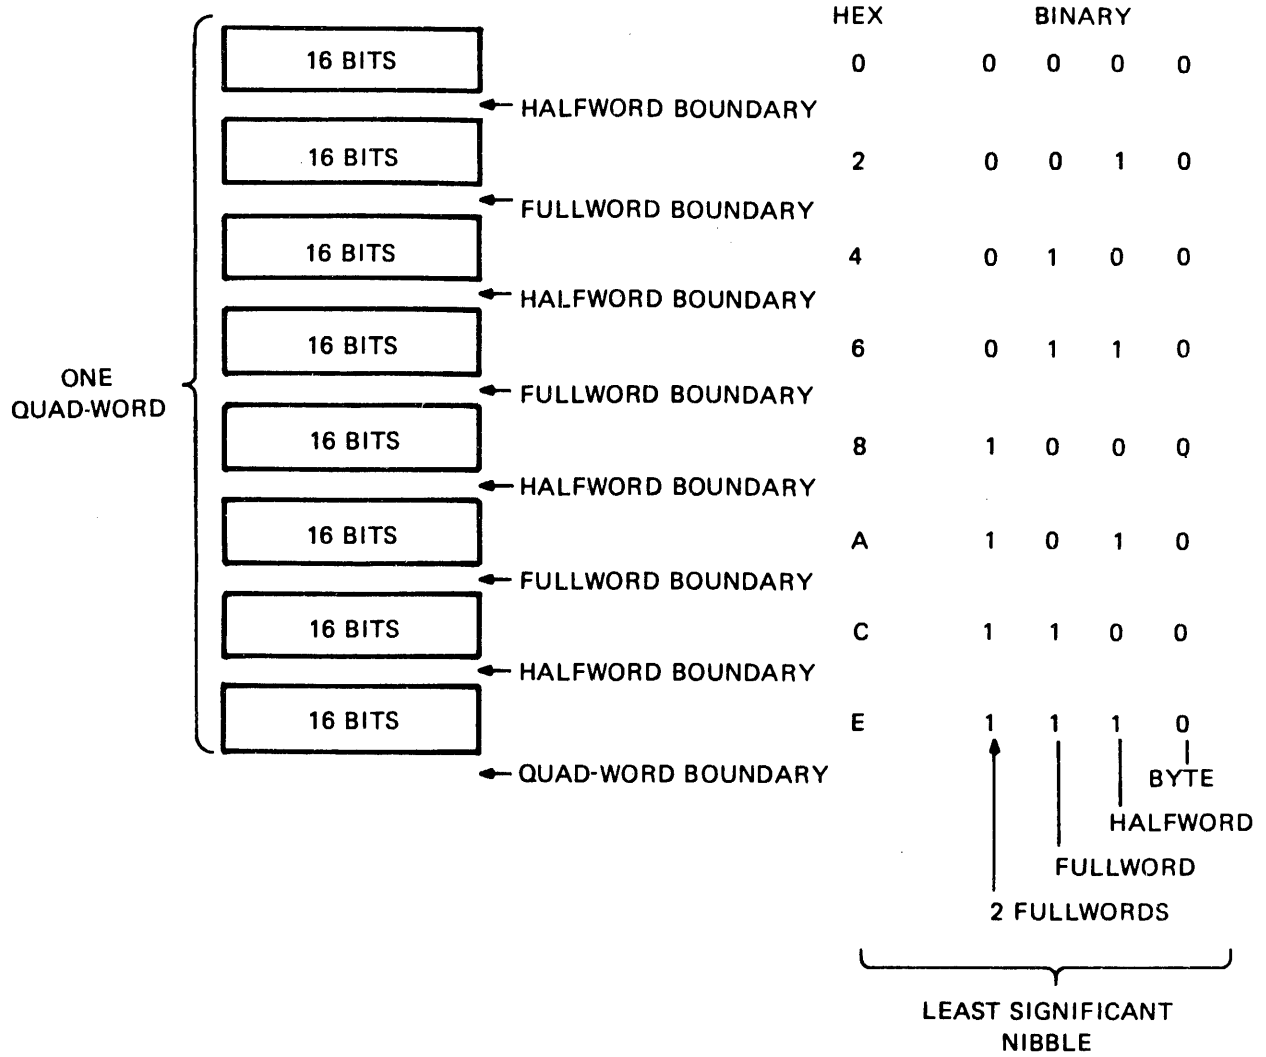 HEX BINARY
16 BITS 0 0 0 0 0
HALFWORD BOUNDARY
16 BITS 2 0 0 1 0
FULLWORD BOUNDARY
16 BITS 4 0 1 0 0
HALFWORD BOUNDARY
16 BITS 6 0 1 1 0
ONE
QUAD-WORD
FULLWORD BOUNDARY
16 BITS 8 1 0 0 0
HALFWORD BOUNDARY
16 BITS A 1 0 1 0
FULLWORD BOUNDARY
16 BITS C 1 1 0 0
HALFWORD BOUNDARY
16 BITS E 1 1 1 0
QUAD-WORD BOUNDARY
BYTE
HALFWORD
FULLWORD
2 FULLWORDS
LEAST SIGNIFICANT
NIBBLE